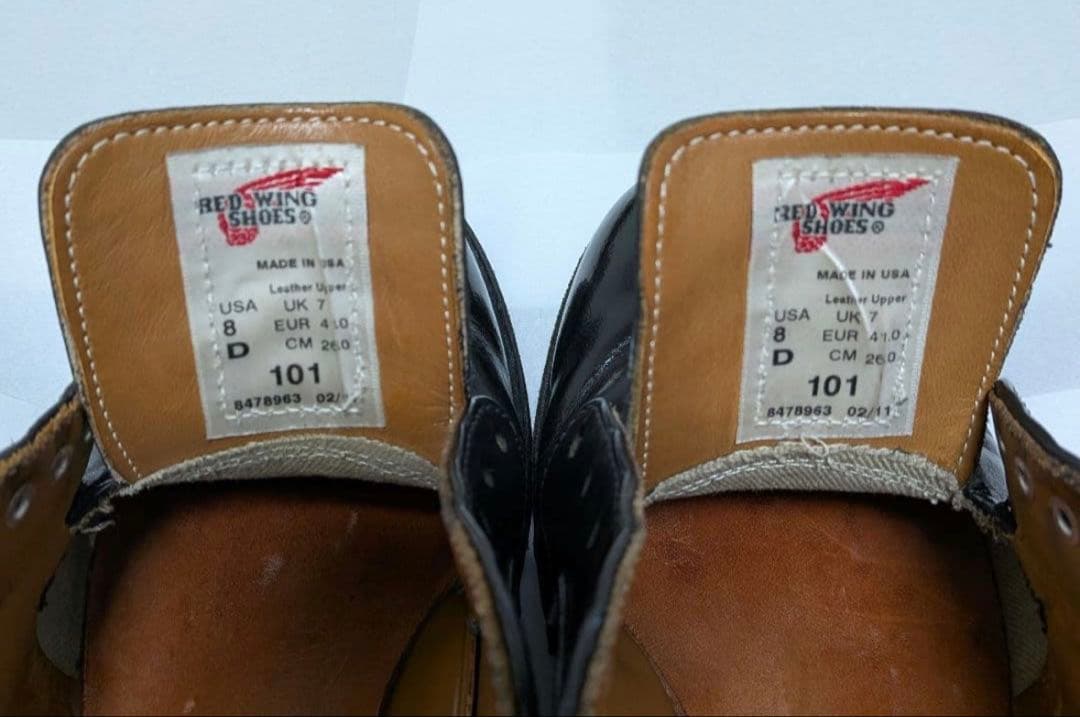 RED WING
SHOES®
MADE IN USA
Leather Upper
USA UK 7
8 EUR 41.0
D CM 26.0
101
8478963 02/11
RED WING
SHOES®
MADE IN USA
Leather Upper
USA UK 7
8 EUR 41.0
D CM 26.0
101
8478963 02/11